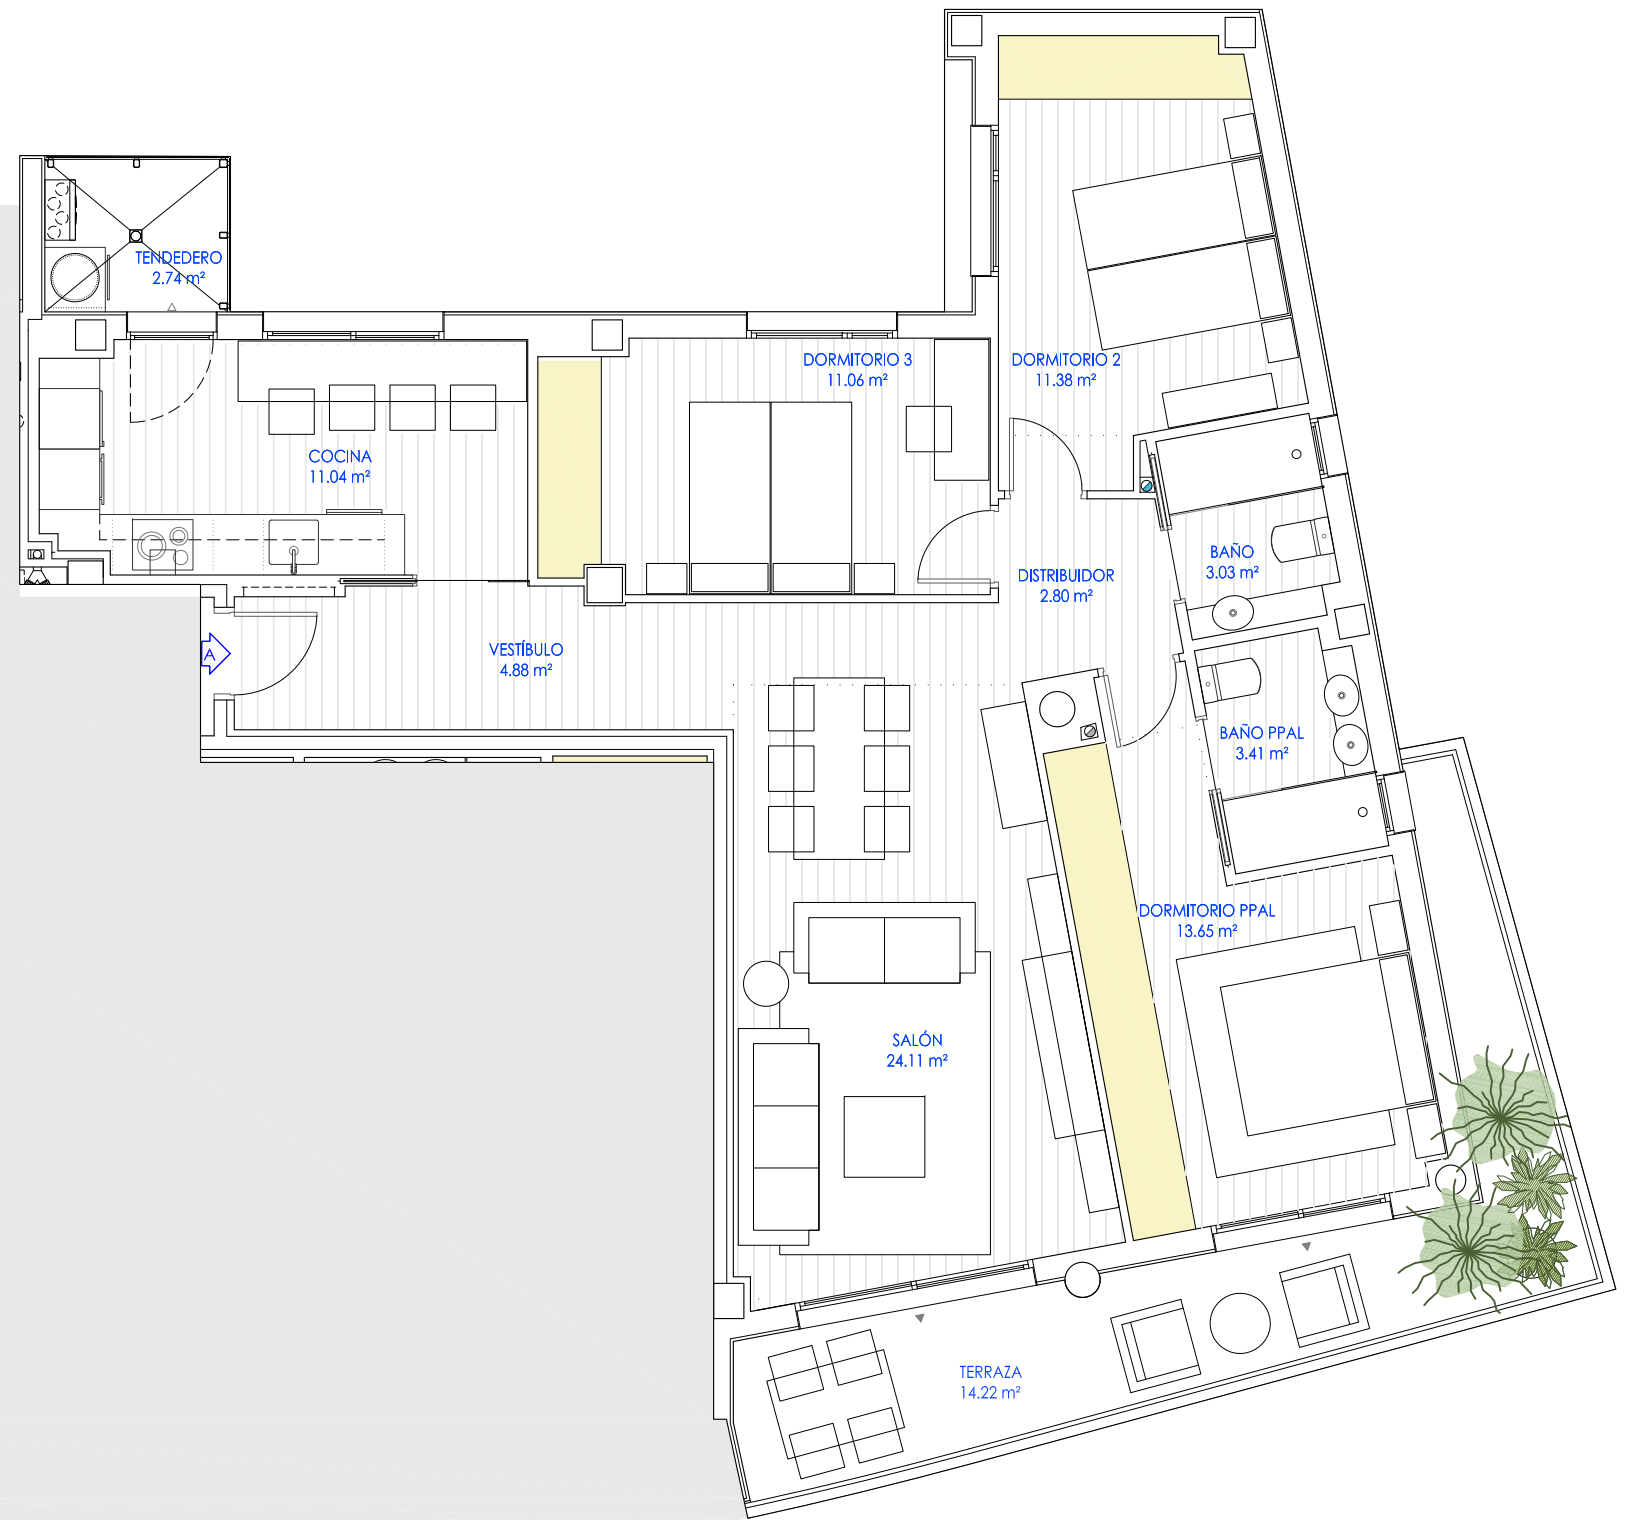 TENDEDERO
2.74 m²
DORMITORIO 3
11.06 m²
DORMITORIO 2
11.38 m²
COCINA
11.04 m²
BAÑO
3.03 m²
DISTRIBUIDOR
2.80 m²
A
VESTÍBULO
4.88 m²
BAÑO PPAL
3.41 m²
DORMITORIO PPAL
13.65 m²
SALÓN
24.11 m²
TERRAZA
14.22 m²